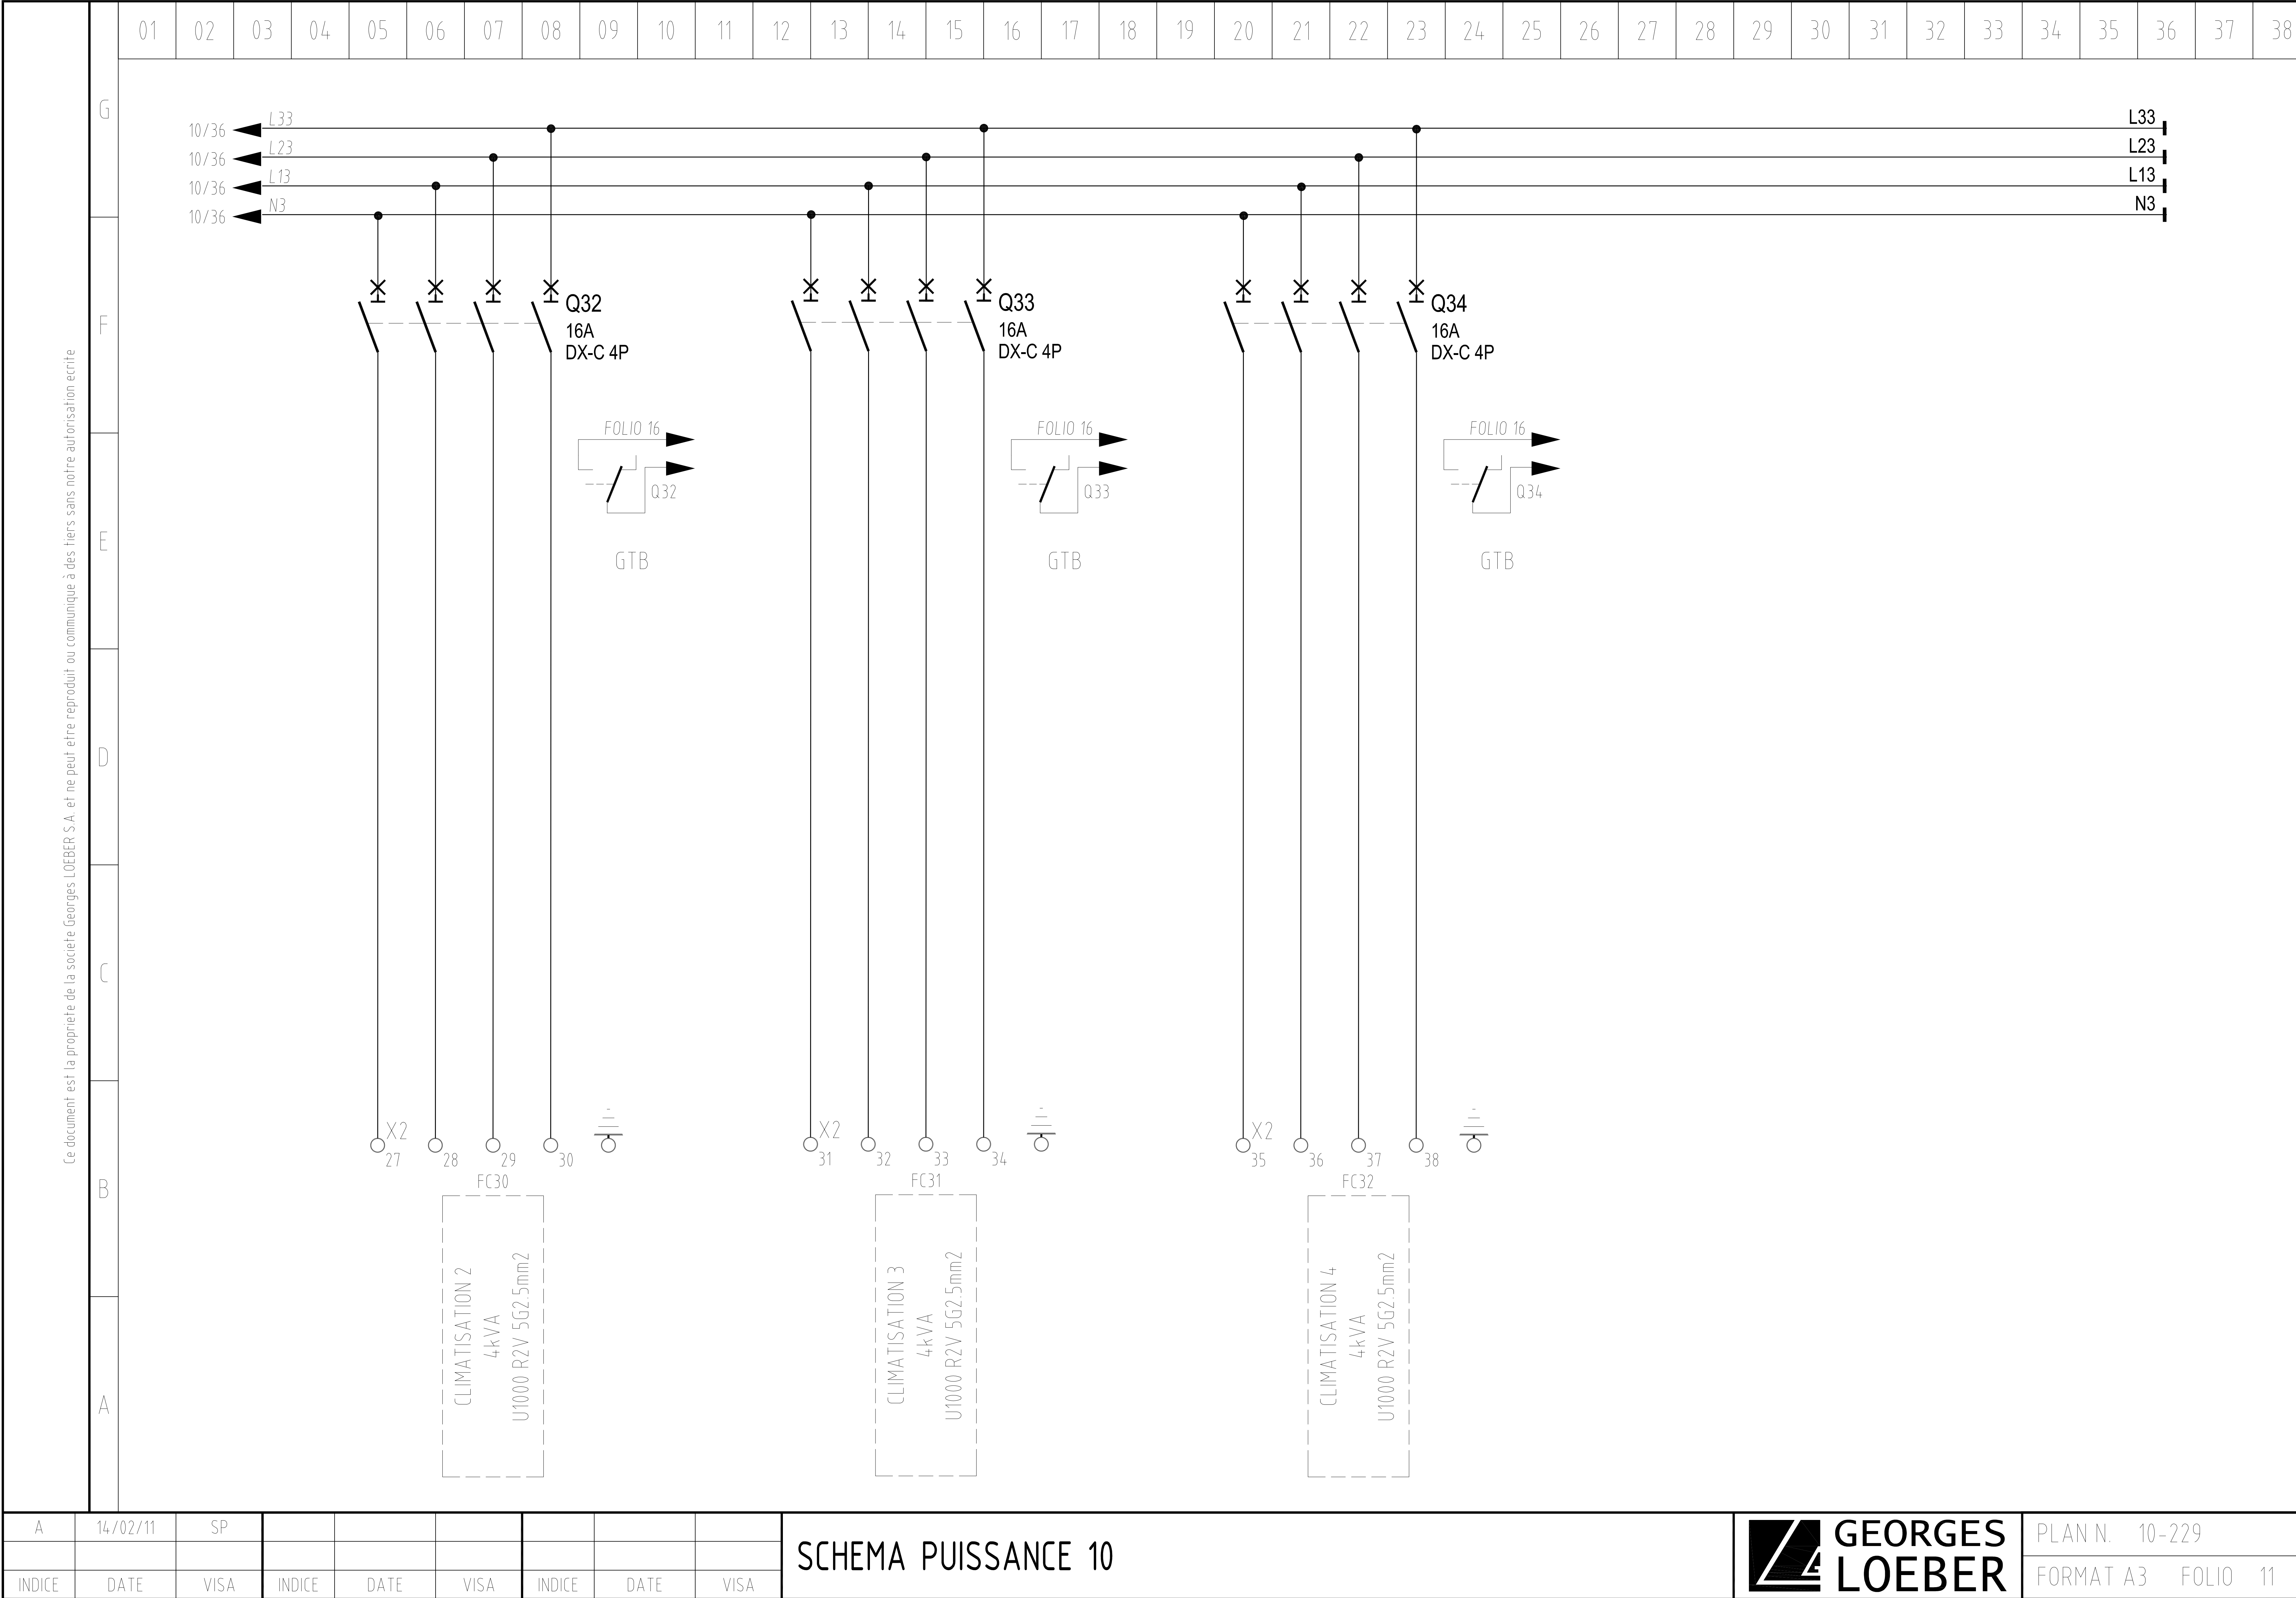 01 02 03 04 05 06 07 08 09 10 11 12 13 14 15 16 17 18 19 20 21 22 23 24 25 26 27 28 29 30 31 32 33 34 35 36 37 38
G
F
E
D
C
B
A
Ce document est la propriete de la societe Georges LOEBER S.A. et ne peut etre reproduit ou communique à des tiers sans notre autorisation ecrite
10/36 L33 L33
10/36 L23 L23
10/36 L13 L13
10/36 N3 N3
Q32
16A
DX-C 4P
Q33
16A
DX-C 4P
Q34
16A
DX-C 4P
FOLIO 16
Q32
GTB
FOLIO 16
Q33
GTB
FOLIO 16
Q34
GTB
X2
27 28 29 30
FC30
CLIMATISATION 2
4kVA
U1000 R2V 5G2.5mm2
X2
31 32 33 34
FC31
CLIMATISATION 3
4kVA
U1000 R2V 5G2.5mm2
X2
35 36 37 38
FC32
CLIMATISATION 4
4kVA
U1000 R2V 5G2.5mm2
A 14/02/11 SP
INDICE DATE VISA INDICE DATE VISA INDICE DATE VISA
SCHEMA PUISSANCE 10
GEORGES
LOEBER
PLAN N. 10-229
FORMAT A3 FOLIO 11